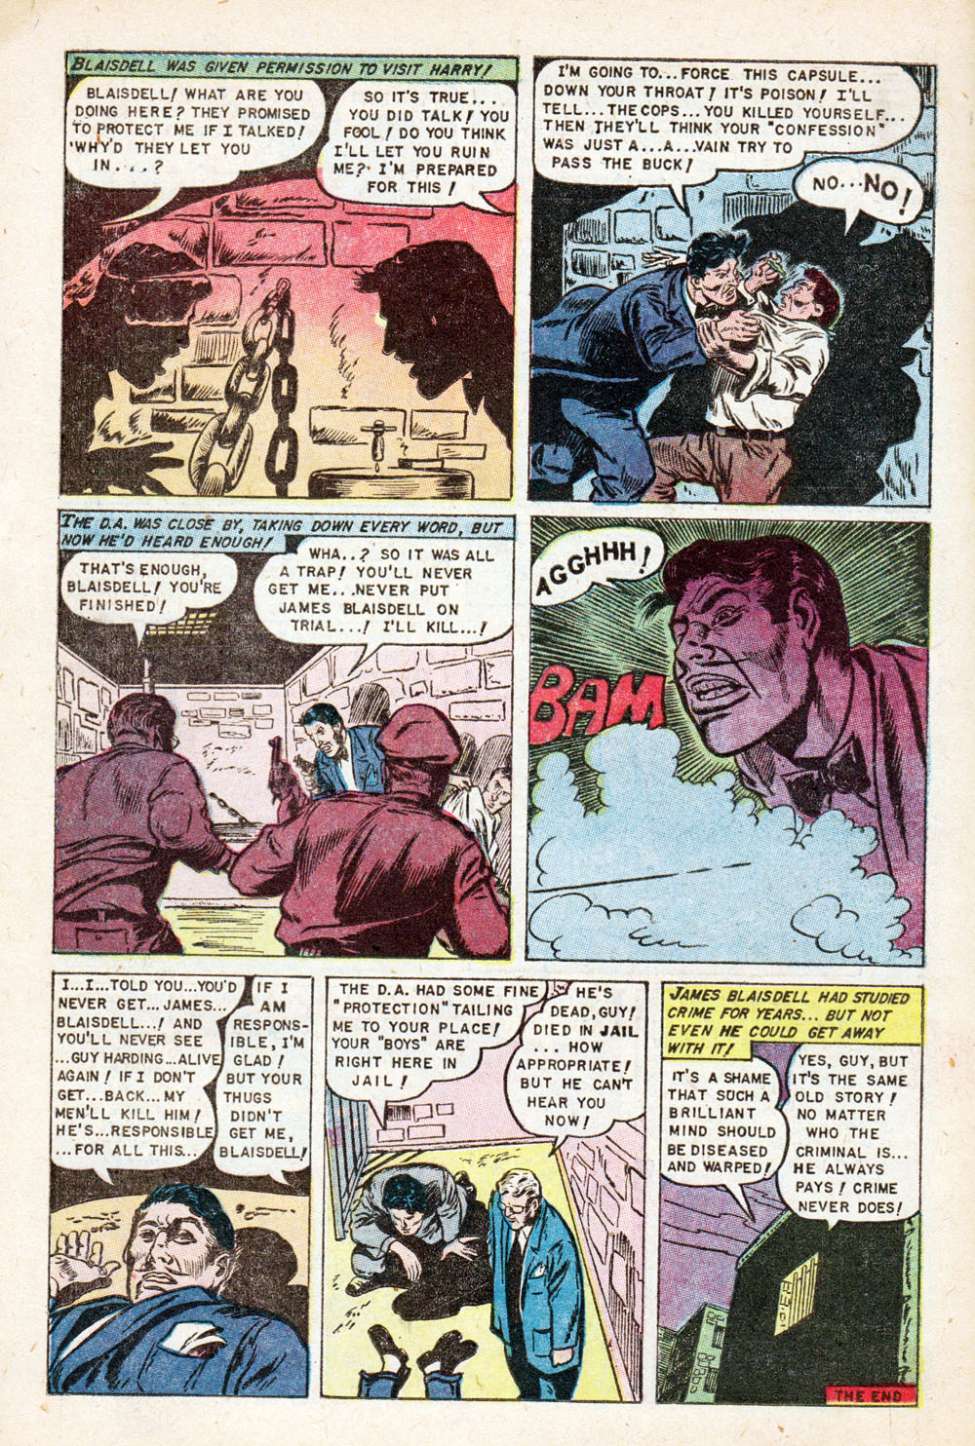 BLAISDELL WAS GIVEN PERMISSION TO VISIT HARRY!
BLAISDELL! WHAT ARE YOU
DOING HERE? THEY PROMISED
TO PROTECT ME IF I TALKED!
'WHY'D THEY LET YOU
IN...?
SO IT'S TRUE...
YOU DID TALK! YOU
FOOL! DO YOU THINK
I'LL LET YOU RUIN
ME? I'M PREPARED
FOR THIS!
I'M GOING TO...FORCE THIS CAPSULE...
DOWN YOUR THROAT! IT'S POISON! I'LL
TELL...THE COPS...YOU KILLED YOURSELF...
THEN THEY'LL THINK YOUR "CONFESSION"
WAS JUST A...A...VAIN TRY TO
PASS THE BUCK!
NO...NO!
THE D.A. WAS CLOSE BY, TAKING DOWN EVERY WORD, BUT
NOW HE'D HEARD ENOUGH!
THAT'S ENOUGH,
BLAISDELL! YOU'RE
FINISHED!
WHA..? SO IT WAS ALL
A TRAP! YOU'LL NEVER
GET ME...NEVER PUT
JAMES BLAISDELL ON
TRIAL...! I'LL KILL...!
AGGHHH!
BAM
I...I...TOLD YOU...YOU'D
NEVER GET...JAMES...
BLAISDELL...! AND
YOU'LL NEVER SEE
...GUY HARDING...ALIVE
AGAIN! IF I DON'T
GET...BACK...MY
MEN'LL KILL HIM!
HE'S...RESPONSIBLE
...FOR ALL THIS...
IF I
AM
RESPONS-
IBLE, I'M
GLAD!
BUT YOUR
THUGS
DIDN'T
GET ME,
BLAISDELL!
THE D.A. HAD SOME FINE
"PROTECTION" TAILING
ME TO YOUR PLACE!
YOUR "BOYS" ARE
RIGHT HERE IN
JAIL!
HE'S
DEAD, GUY!
DIED IN JAIL
...HOW
APPROPRIATE!
BUT HE CAN'T
HEAR YOU
NOW!
JAMES BLAISDELL HAD STUDIED
CRIME FOR YEARS...BUT NOT
EVEN HE COULD GET AWAY
WITH IT!
IT'S A SHAME
THAT SUCH A
BRILLIANT
MIND SHOULD
BE DISEASED
AND WARPED!
YES, GUY, BUT
IT'S THE SAME
OLD STORY!
NO MATTER
WHO THE
CRIMINAL IS...
HE ALWAYS
PAYS! CRIME
NEVER DOES!
THE END